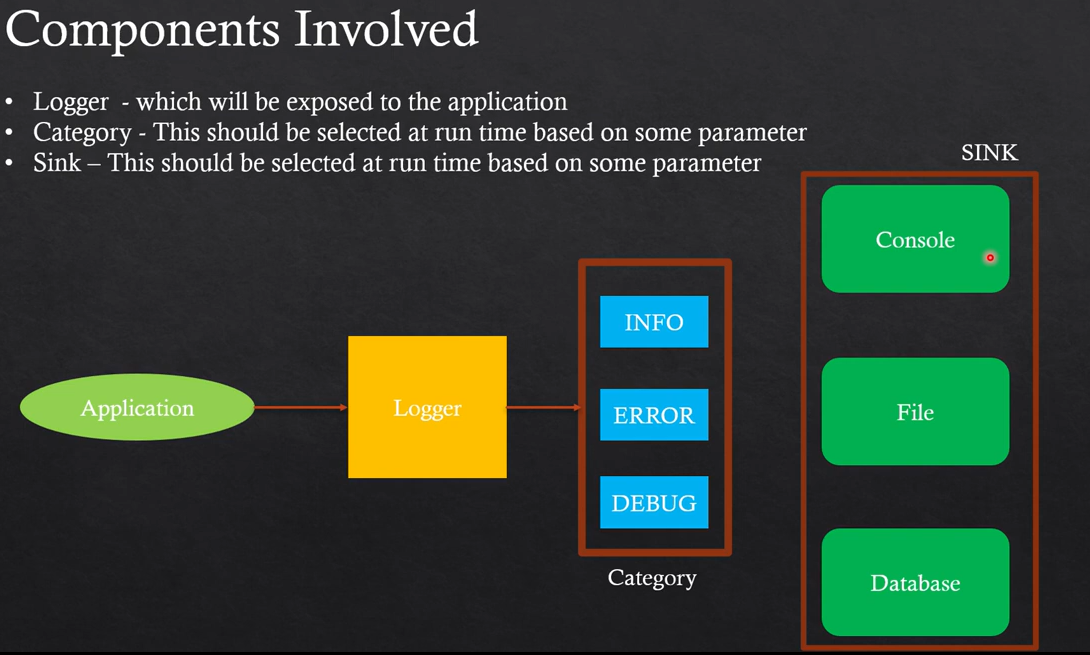 Components Involved
• Logger - which will be exposed to the application
• Category - This should be selected at run time based on some parameter
• Sink – This should be selected at run time based on some parameter
SINK
Console
INFO
Application
Logger
ERROR
File
DEBUG
Category
Database